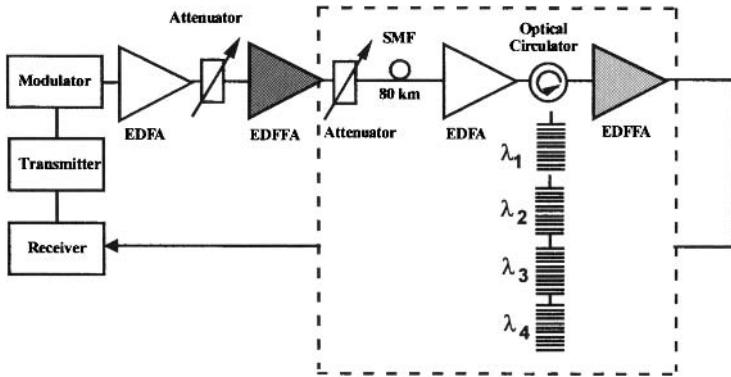 Attenuator
SMF
Optical
Circulator
Modulator
80 km
EDFA
EDFFA
Attenuator
EDFA
EDFFA
Transmitter
λ1
λ2
Receiver
λ3
λ4